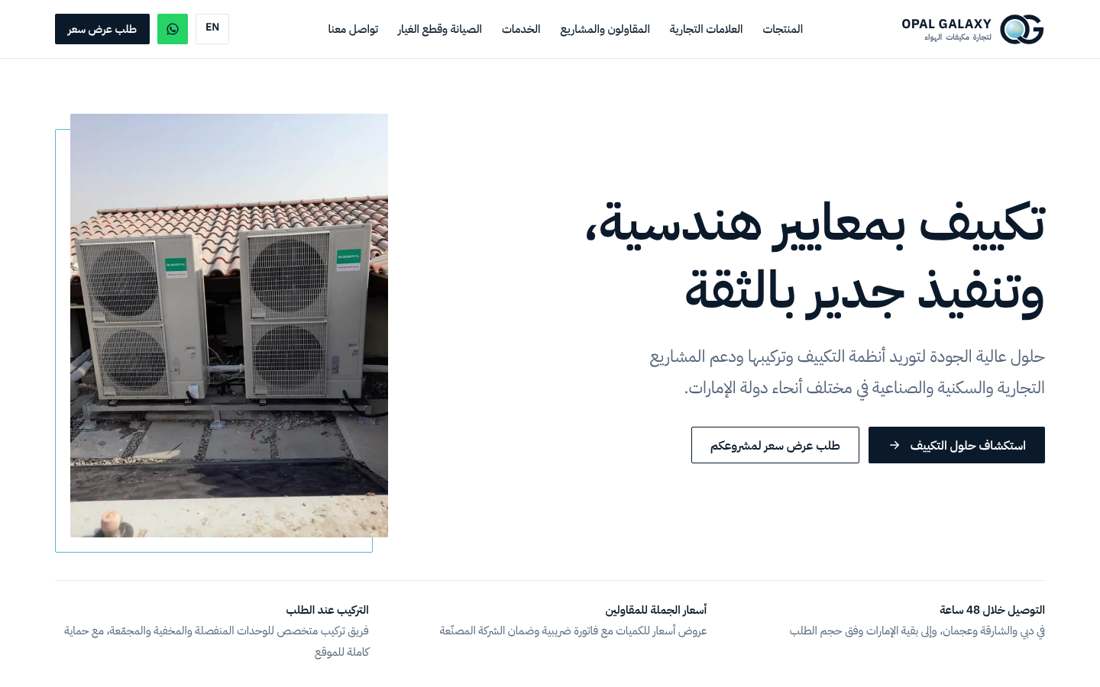 OPAL GALAXY
لتجارة مكيفات الهواء
المنتجات
العلامات التجارية
المقاولون والمشاريع
الخدمات
الصيانة وقطع الغيار
تواصل معنا
EN
طلب عرض سعر
تكييف بمعايير هندسية،
وتنفيذ جدير بالثقة
حلول عالية الجودة لتوريد أنظمة التكييف وتركيبها ودعم المشاريع
التجارية والسكنية والصناعية في مختلف أنحاء دولة الإمارات.
استكشاف حلول التكييف
طلب عرض سعر لمشروعكم
التوصيل خلال 48 ساعة
في دبي والشارقة وعجمان، وإلى بقية الإمارات وفق حجم الطلب
أسعار الجملة للمقاولين
عروض أسعار للكميات مع فاتورة ضريبية وضمان الشركة المصنّعة
التركيب عند الطلب
فريق تركيب متخصص للوحدات المنفصلة والمخفية والمجمّعة، مع حماية
كاملة للموقع